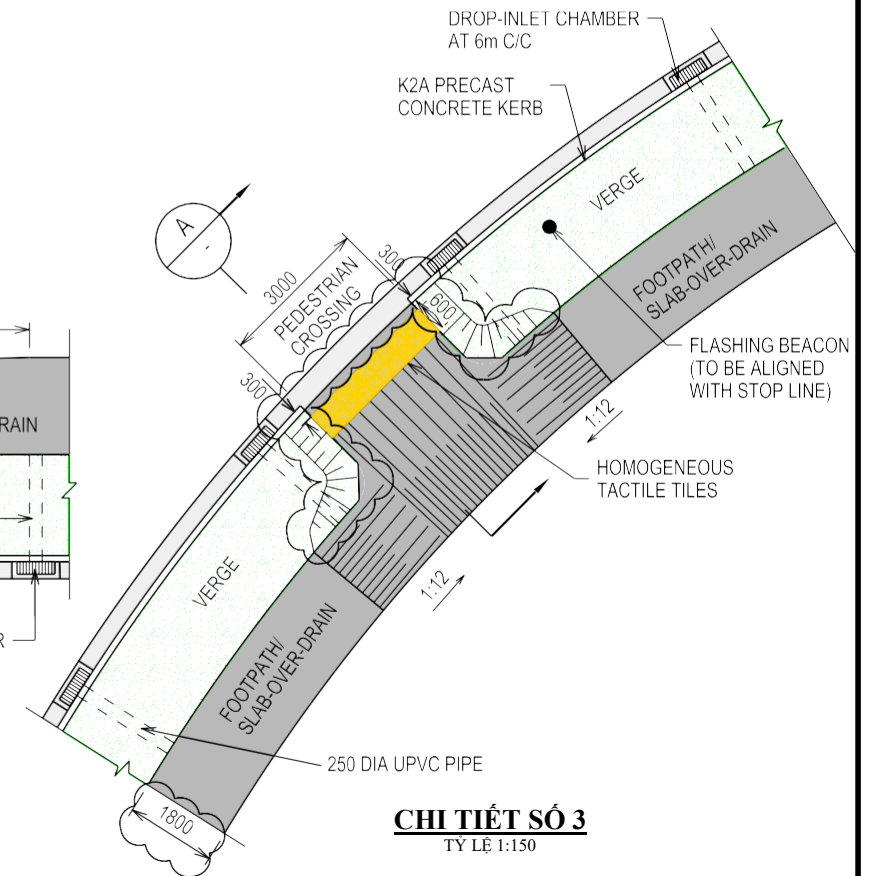 DROP-INLET CHAMBER
AT 6m C/C
K2A PRECAST
CONCRETE KERB
VERGE
A
-
3000
PEDESTRIAN
CROSSING
300
600
300
FOOTPATH/
SLAB-OVER-DRAIN
FLASHING BEACON
(TO BE ALIGNED
WITH STOP LINE)
1:12
HOMOGENEOUS
TACTILE TILES
1:12
VERGE
FOOTPATH/
SLAB-OVER-DRAIN
250 DIA UPVC PIPE
1800
CHI TIẾT SỐ 3
TỶ LỆ 1:150